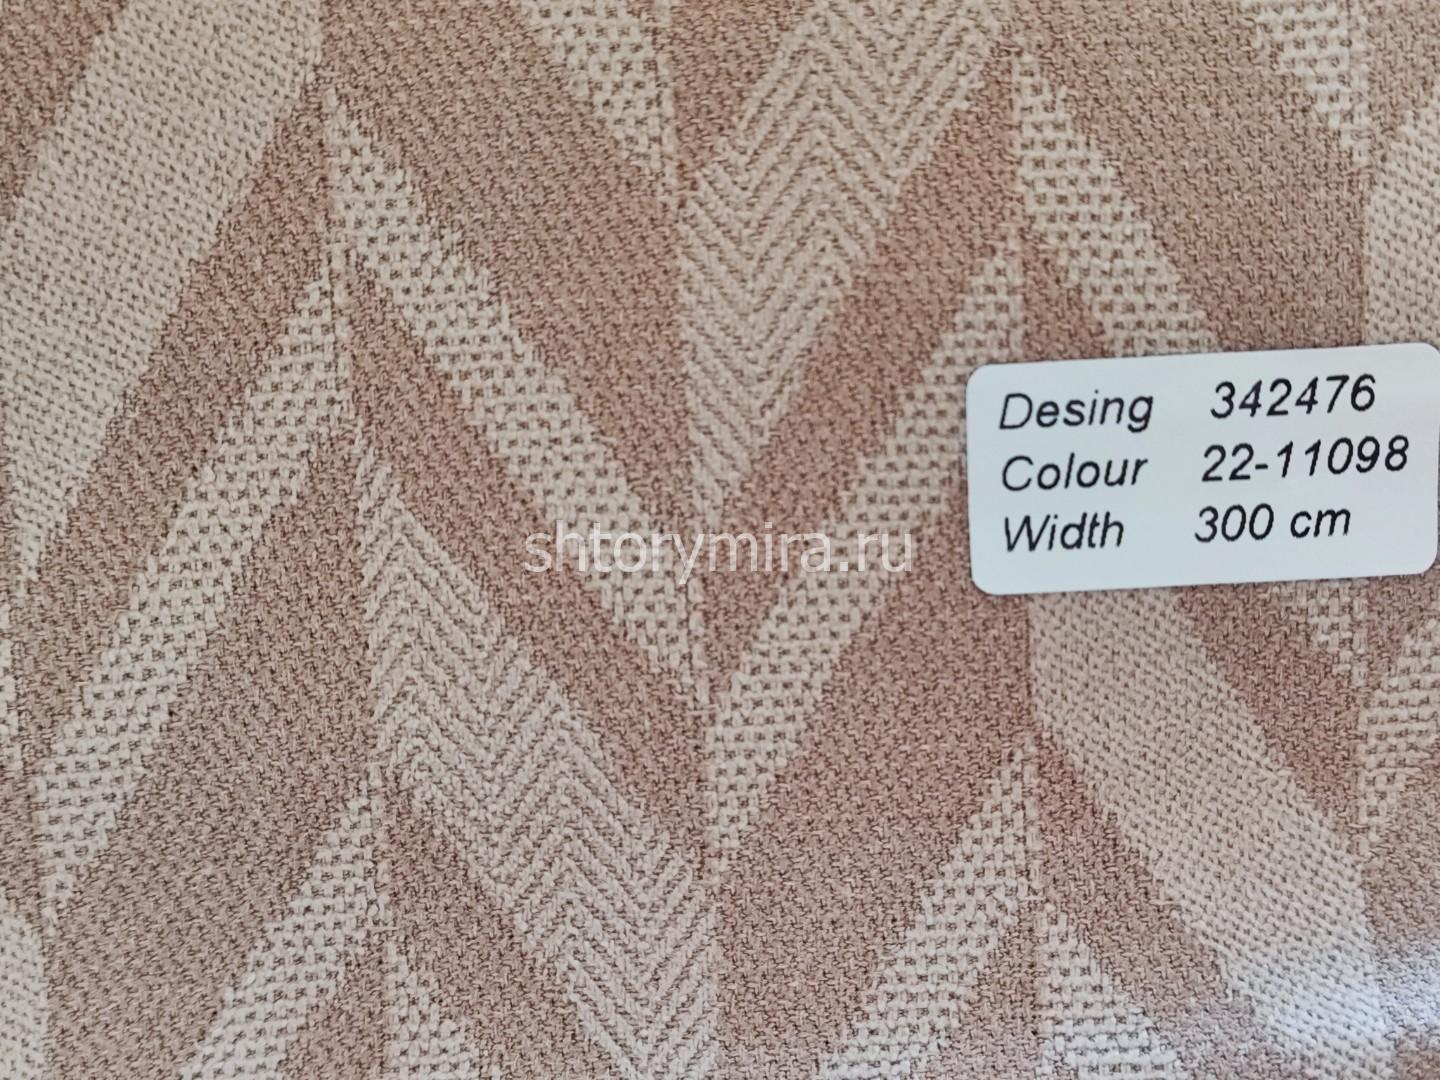 Desing 342476
Colour 22-11098
Width 300 cm
shtorymira.ru